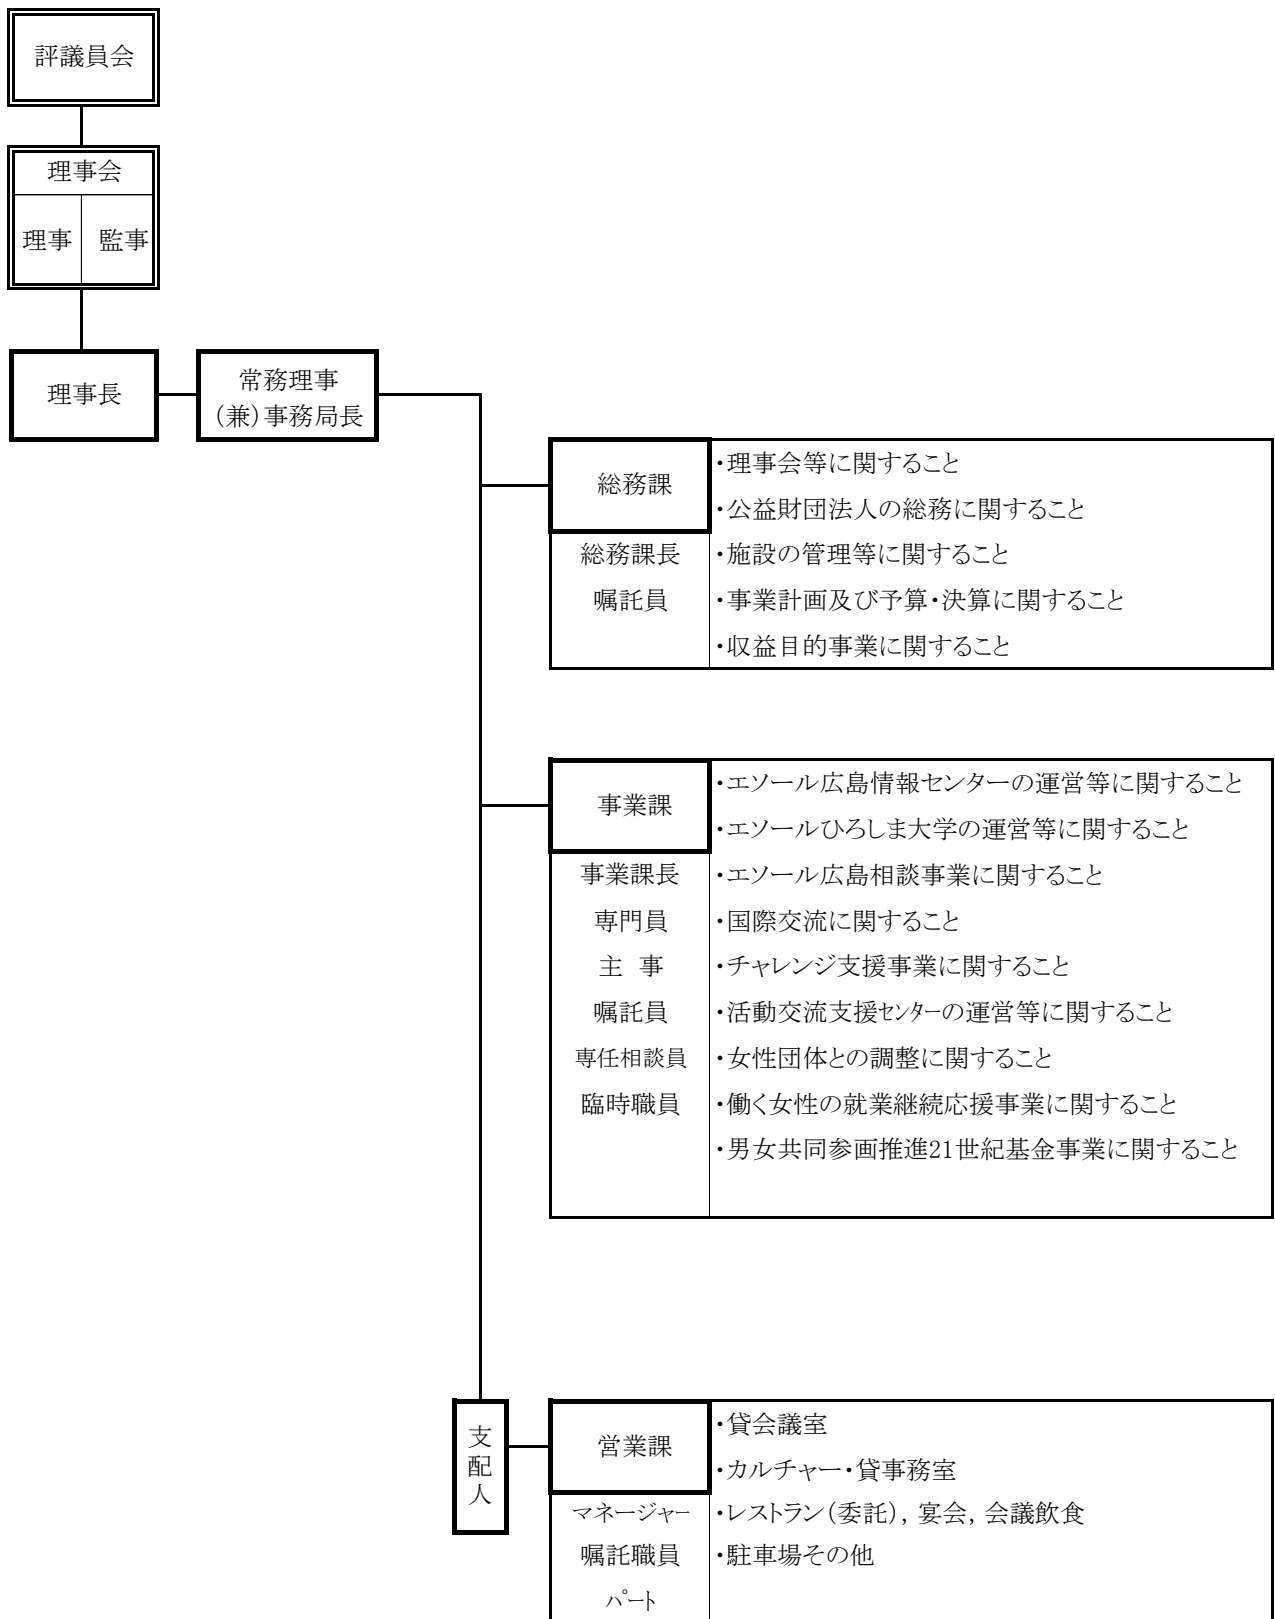 評議員会
理事会
理事 監事
理事長
常務理事
(兼)事務局長
総務課
総務課長
嘱託員
・理事会等に関すること
・公益財団法人の総務に関すること
・施設の管理等に関すること
・事業計画及び予算・決算に関すること
・収益目的事業に関すること
事業課
事業課長
専門員
主 事
嘱託員
専任相談員
臨時職員
・エソール広島情報センターの運営等に関すること
・エソールひろしま大学の運営等に関すること
・エソール広島相談事業に関すること
・国際交流に関すること
・チャレンジ支援事業に関すること
・活動交流支援ｾﾝﾀｰの運営等に関すること
・女性団体との調整に関すること
・働く女性の就業継続応援事業に関すること
・男女共同参画推進21世紀基金事業に関すること
支配人
営業課
マネージャー
嘱託職員
パート
・貸会議室
・カルチャー・貸事務室
・レストラン(委託), 宴会, 会議飲食
・駐車場その他